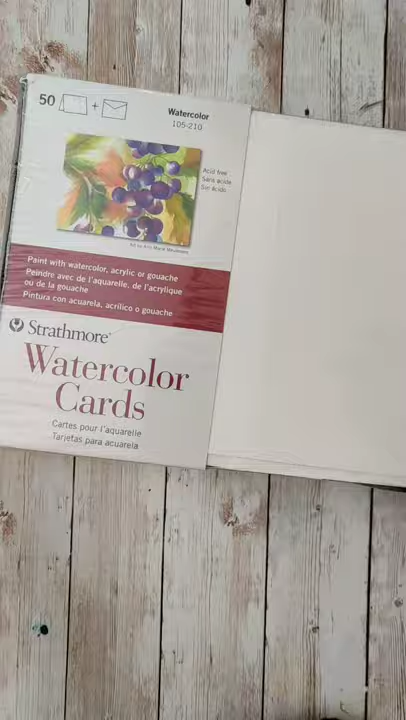 50 +
Watercolor
105-210
Acid free
Sans acide
Sin ácido
Paint with watercolor, acrylic or gouache
Peindre avec de l'aquarelle, de l'acrylique
ou de la gouache
Pintura con acuarela, acrílico o gouache
Strathmore®
Watercolor
Cards
Cartes pour l'aquarelle
Tarjetas para acuarela